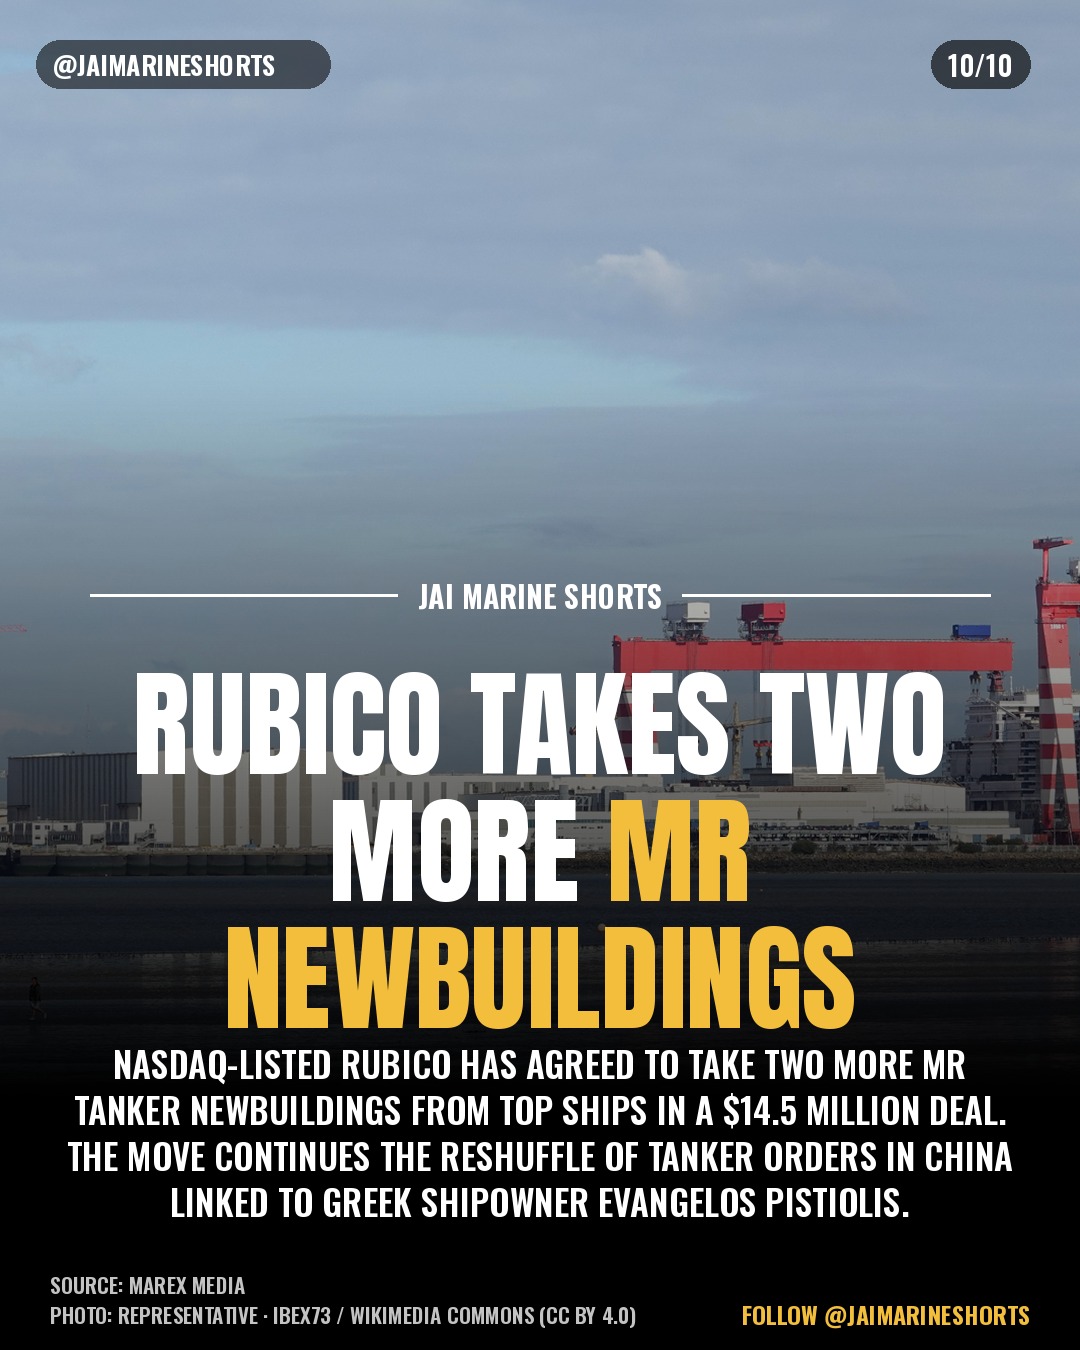 @JAIMARINESHORTS
10/10
JAI MARINE SHORTS
RUBICO TAKES TWO
MORE MR
NEWBUILDINGS
NASDAQ-LISTED RUBICO HAS AGREED TO TAKE TWO MORE MR
TANKER NEWBUILDINGS FROM TOP SHIPS IN A $14.5 MILLION DEAL.
THE MOVE CONTINUES THE RESHUFFLE OF TANKER ORDERS IN CHINA
LINKED TO GREEK SHIPOWNER EVANGELOS PISTIOLIS.
SOURCE: MAREX MEDIA
PHOTO: REPRESENTATIVE · IBEX73 / WIKIMEDIA COMMONS (CC BY 4.0)
FOLLOW @JAIMARINESHORTS